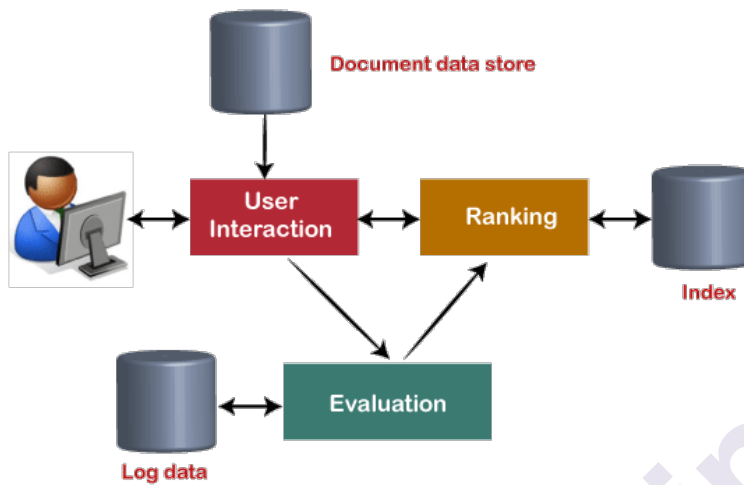 Document data store
User
Interaction
Ranking
Index
Evaluation
Log data